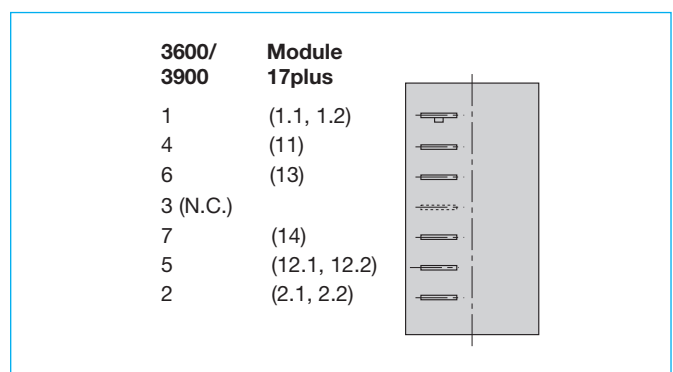 3600/ Module
3900 17plus
1 (1.1, 1.2)
4 (11)
6 (13)
3 (N.C.)
7 (14)
5 (12.1, 12.2)
2 (2.1, 2.2)